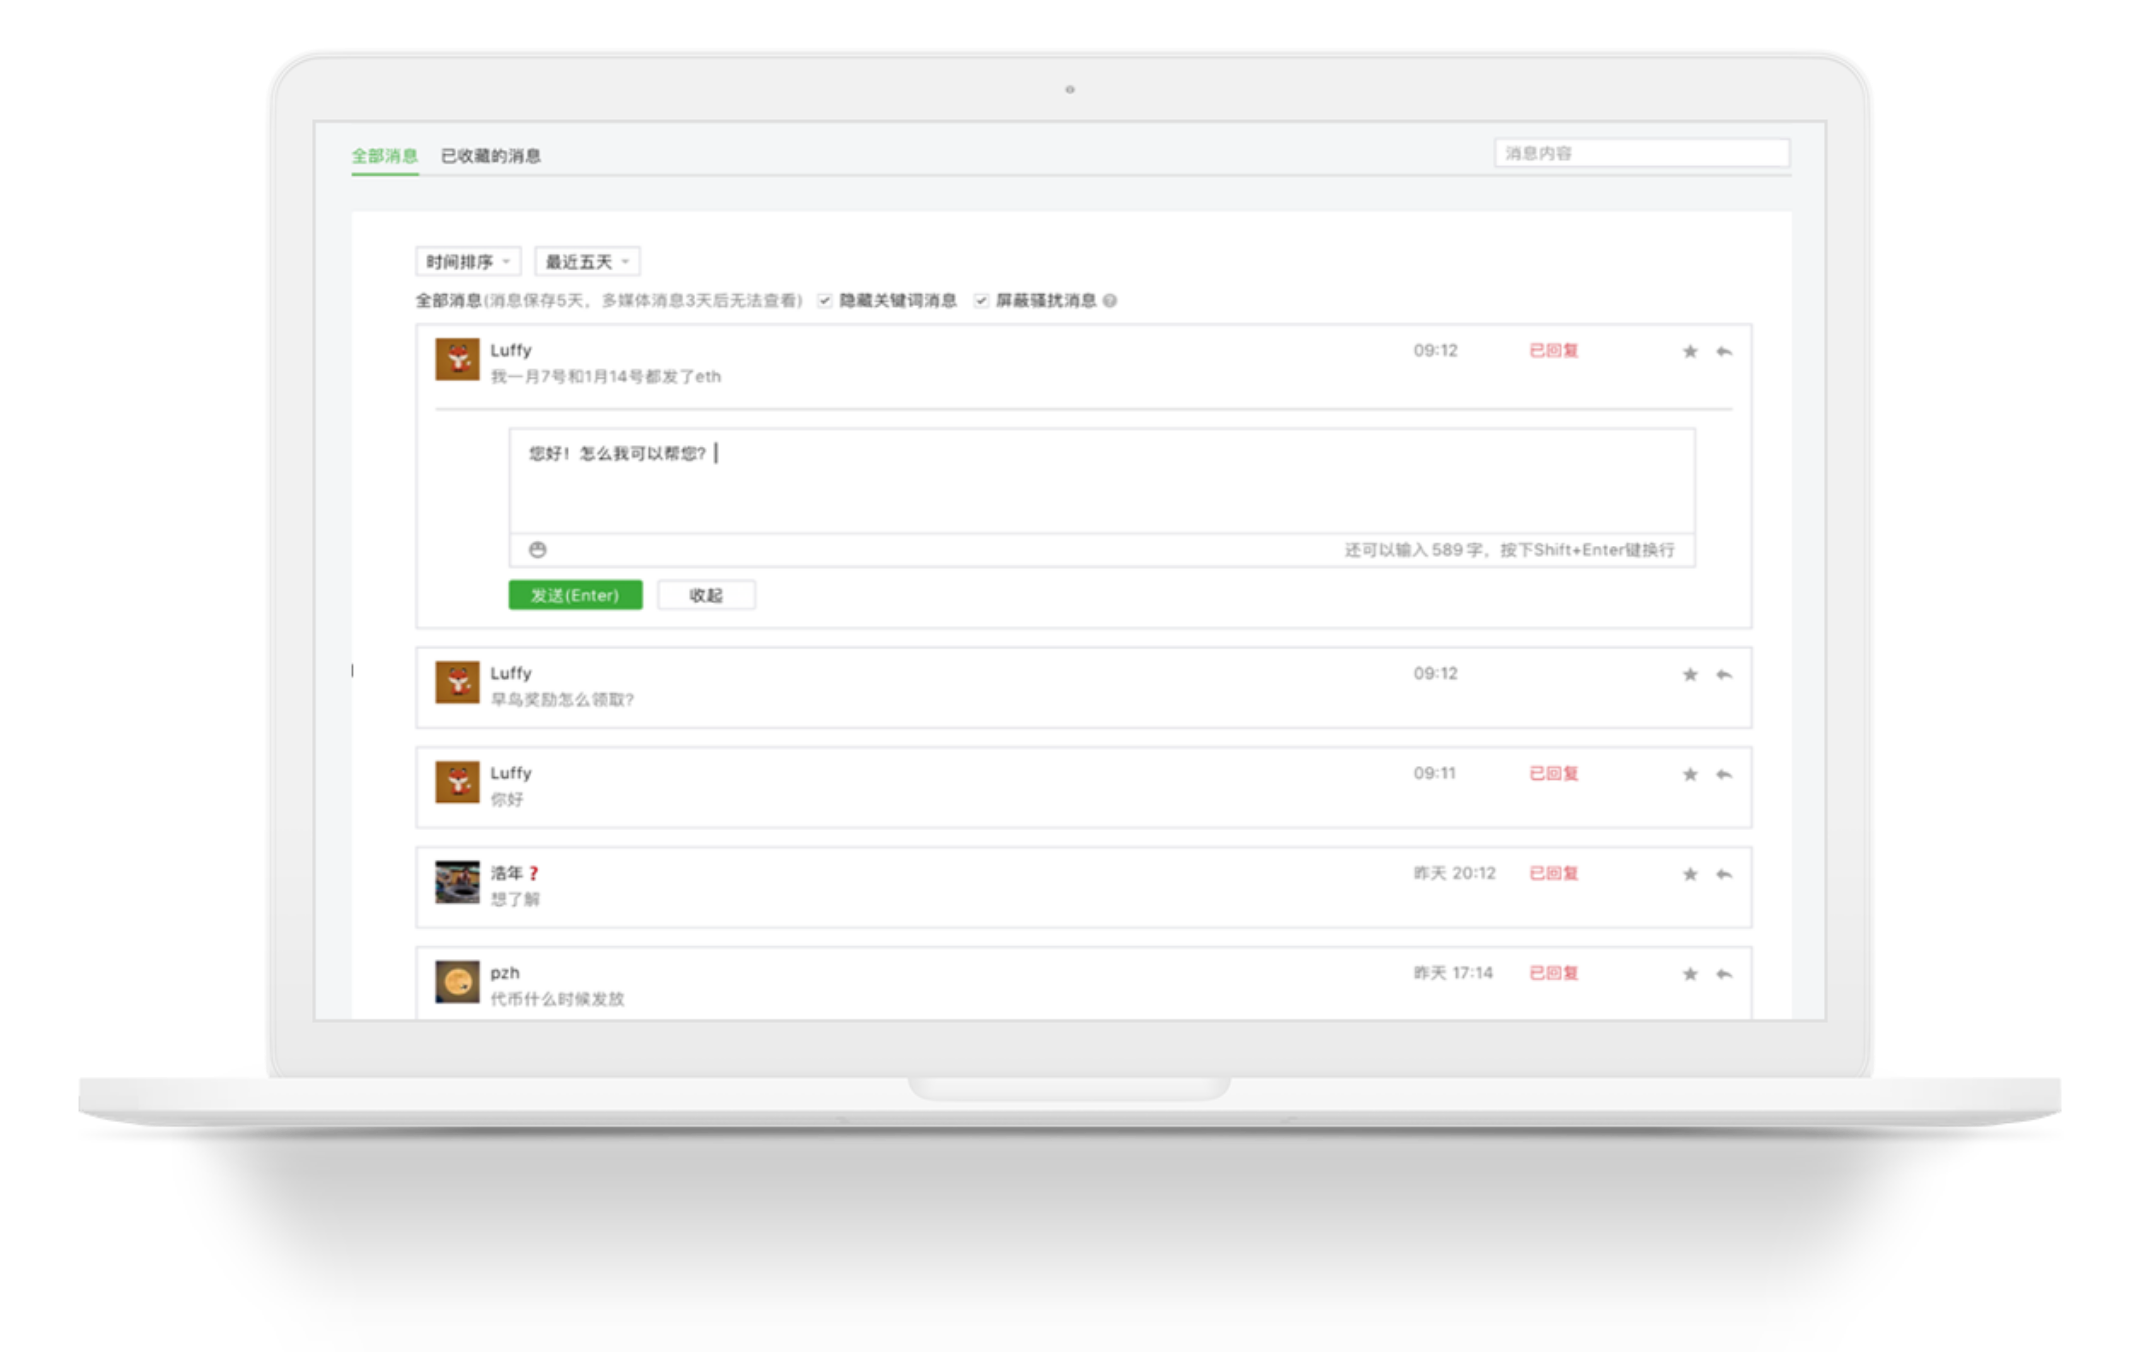 全部消息 已收藏的消息 消息内容
时间排序 最近五天
全部消息(消息保存5天，多媒体消息3天后无法查看) 隐藏关键词消息 屏蔽骚扰消息
Luffy 09:12 已回复
我一月7号和1月14号都发了eth
您好！怎么我可以帮您？
还可以输入 589 字，按下Shift+Enter键换行
发送(Enter) 收起
Luffy 09:12
早鸟奖励怎么领取？
Luffy 09:11 已回复
你好
浩年❓ 昨天 20:12 已回复
想了解
pzh 昨天 17:14 已回复
代币什么时候发放